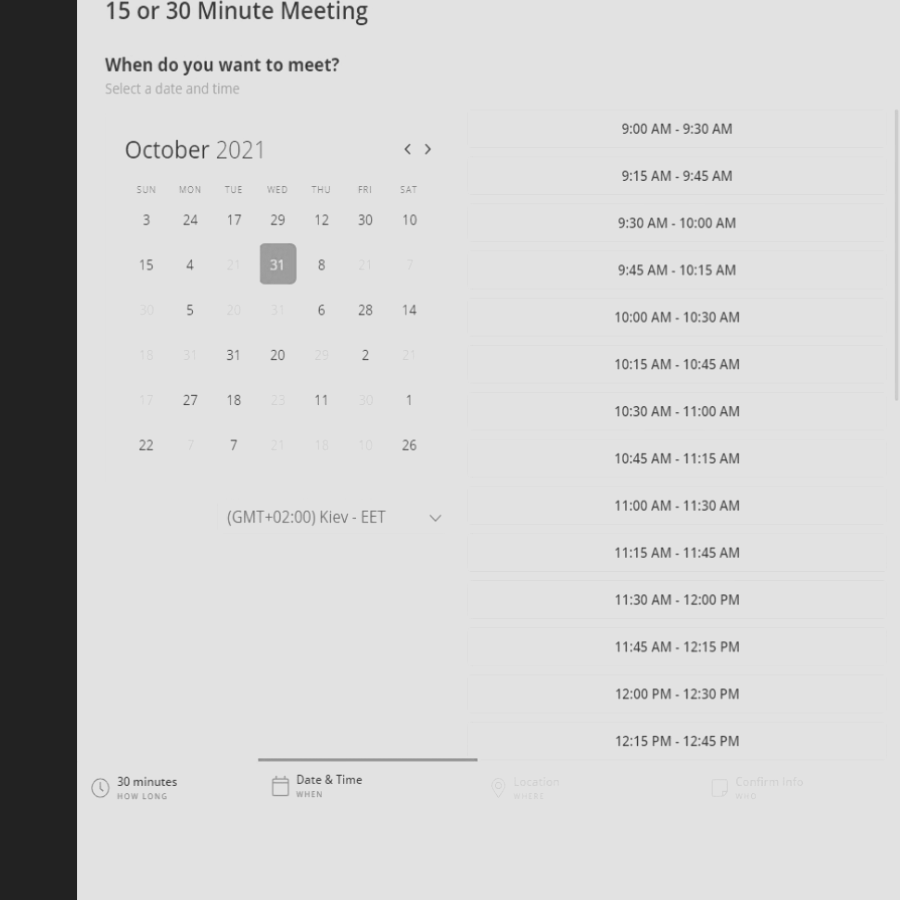 15 or 30 Minute Meeting
When do you want to meet?
Select a date and time
October 2021
SUN MON TUE WED THU FRI SAT
3 24 17 29 12 30 10
15 4 21 31 8 21 7
30 5 20 31 6 28 14
18 31 31 20 29 2 21
17 27 18 23 11 30 1
22 7 7 21 18 10 26
(GMT+02:00) Kiev - EET
9:00 AM - 9:30 AM
9:15 AM - 9:45 AM
9:30 AM - 10:00 AM
9:45 AM - 10:15 AM
10:00 AM - 10:30 AM
10:15 AM - 10:45 AM
10:30 AM - 11:00 AM
10:45 AM - 11:15 AM
11:00 AM - 11:30 AM
11:15 AM - 11:45 AM
11:30 AM - 12:00 PM
11:45 AM - 12:15 PM
12:00 PM - 12:30 PM
12:15 PM - 12:45 PM
30 minutes
HOW LONG
Date & Time
WHEN
Location
WHERE
Confirm Info
WHO